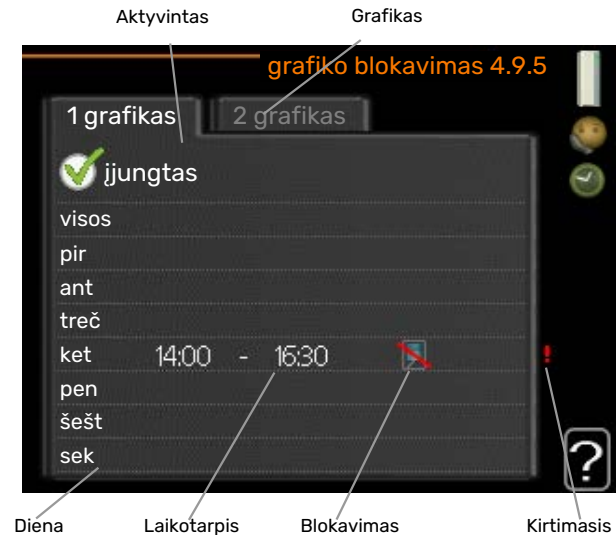 Aktyvintas Grafikas
grafiko blokavimas 4.9.5
1 grafikas 2 grafikas
įjungtas
visos
pir
ant
treč
ket 14:00 - 16:30 !
pen
šešt
sek
?
Diena Laikotarpis Blokavimas Kirtimasis